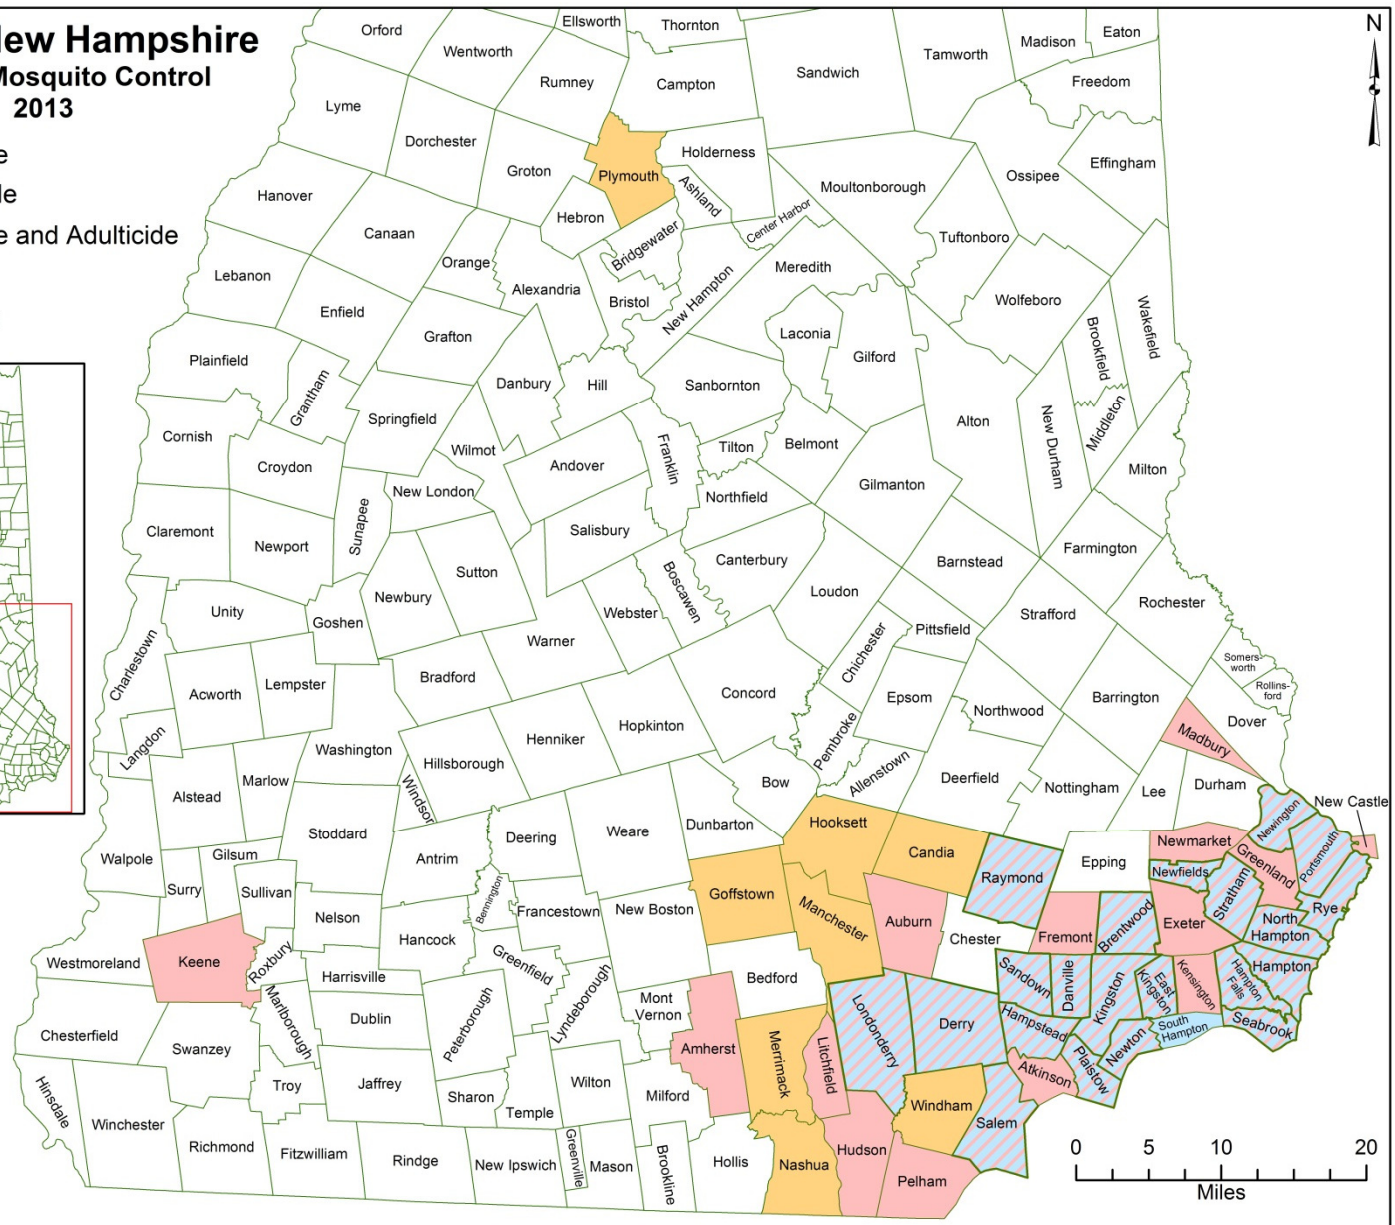 New Hampshire
Mosquito Control
2013
e and Adulticide
N
Orford
Wentworth
Ellsworth
Thornton
Rumney
Campton
Sandwich
Tamworth
Madison
Eaton
Freedom
Lyme
Dorchester
Groton
Plymouth
Holderness
Ashland
Moultonborough
Ossipee
Effingham
Hanover
Canaan
Hebron
Bridgewater
Center Harbor
Tuftonboro
Lebanon
Orange
Alexandria
Bristol
New Hampton
Meredith
Wolfeboro
Brookfield
Wakefield
Enfield
Grafton
Laconia
Gilford
Plainfield
Grantham
Danbury
Hill
Sanbornton
Alton
New Durham
Middleton
Cornish
Springfield
Croydon
Wilmot
Andover
Franklin
Tilton
Belmont
Milton
Gilmanton
New London
Northfield
Claremont
Newport
Sunapee
Salisbury
Sutton
Boscawen
Canterbury
Barnstead
Farmington
Unity
Goshen
Newbury
Webster
Loudon
Strafford
Rochester
Charlestown
Warner
Chichester
Pittsfield
Somers-
worth
Rollins-
ford
Acworth
Lempster
Bradford
Concord
Epsom
Northwood
Barrington
Dover
Madbury
Langdon
Washington
Hillsborough
Henniker
Hopkinton
Pembroke
Allenstown
Bow
Deerfield
Nottingham
Lee
Durham
Alstead
Marlow
Windsor
Stoddard
Antrim
Deering
Weare
Dunbarton
Hooksett
Candia
Raymond
Epping
Newmarket
Newington
New Castle
Portsmouth
Greenland
Newfields
Stratham
Rye
Walpole
Gilsum
Surry
Sullivan
Nelson
Hancock
Bennington
Francestown
New Boston
Goffstown
Manchester
Auburn
Chester
Fremont
Brentwood
Exeter
North
Hampton
Westmoreland
Keene
Roxbury
Harrisville
Greenfield
Lyndeborough
Bedford
Sandown
Danville
Kingston
East
Kingston
Kensington
Hampton
Falls
Hampton
Chesterfield
Swanzey
Marlborough
Dublin
Peterborough
Mont
Vernon
Amherst
Merrimack
Litchfield
Londonderry
Derry
Hampstead
Newton
South
Hampton
Seabrook
Hinsdale
Winchester
Troy
Jaffrey
Sharon
Temple
Wilton
Milford
Windham
Atkinson
Plaistow
Salem
Richmond
Fitzwilliam
Rindge
New Ipswich
Greenville
Mason
Brookline
Hollis
Nashua
Hudson
Pelham
0 5 10 20
Miles